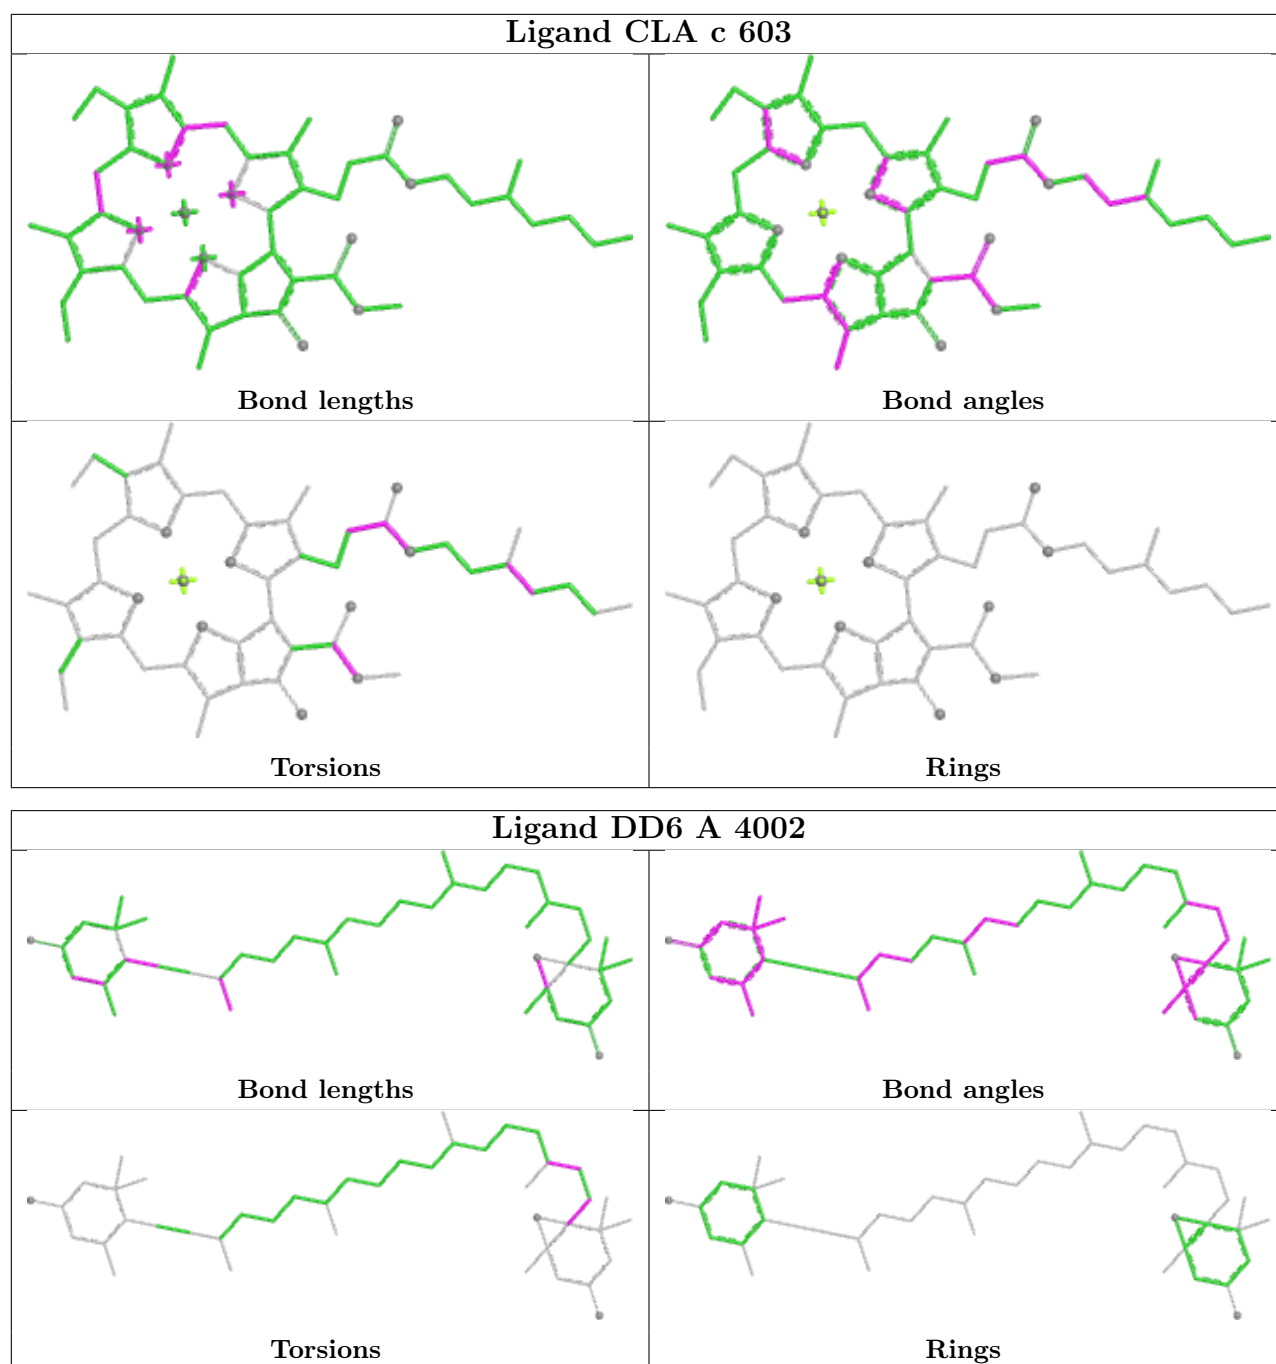 Ligand CLA c 603
Bond lengths
Bond angles
Torsions
Rings
Ligand DD6 A 4002
Bond lengths
Bond angles
Torsions
Rings